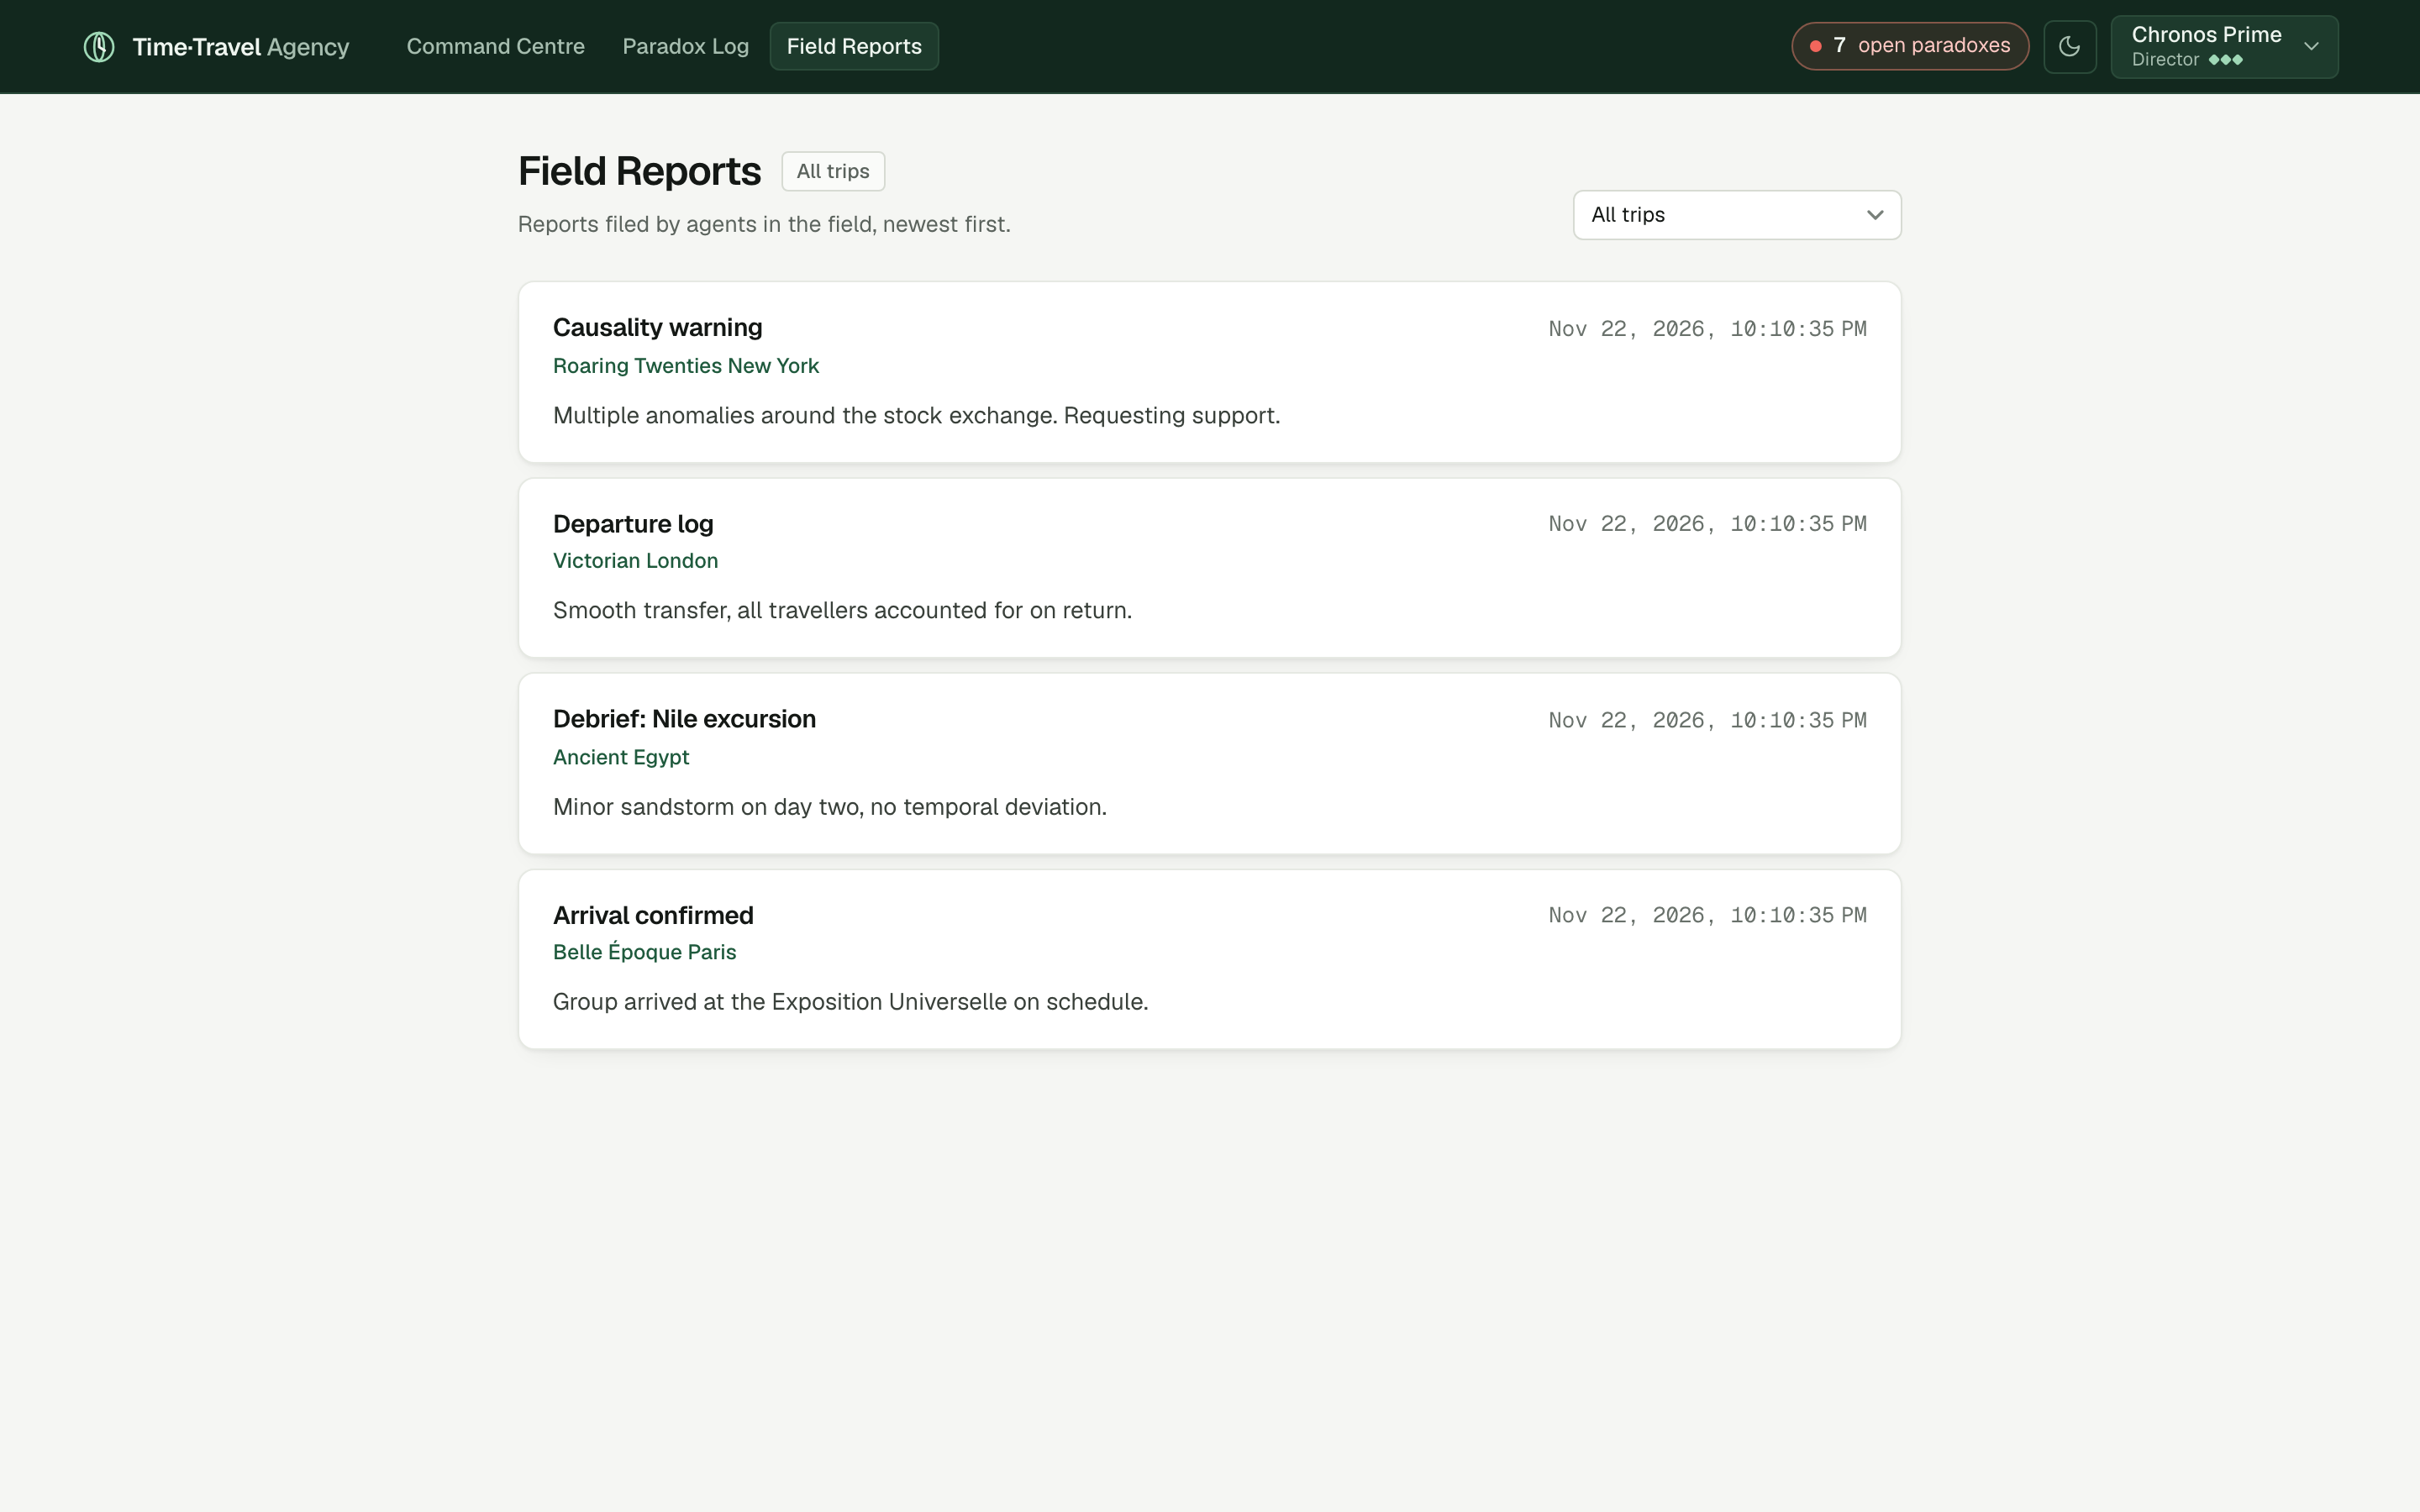 Time·Travel Agency
Command Centre
Paradox Log
Field Reports
7 open paradoxes
Chronos Prime
Director
Field Reports
All trips
Reports filed by agents in the field, newest first.
All trips
Causality warning
Nov 22, 2026, 10:10:35 PM
Roaring Twenties New York
Multiple anomalies around the stock exchange. Requesting support.
Departure log
Nov 22, 2026, 10:10:35 PM
Victorian London
Smooth transfer, all travellers accounted for on return.
Debrief: Nile excursion
Nov 22, 2026, 10:10:35 PM
Ancient Egypt
Minor sandstorm on day two, no temporal deviation.
Arrival confirmed
Nov 22, 2026, 10:10:35 PM
Belle Époque Paris
Group arrived at the Exposition Universelle on schedule.